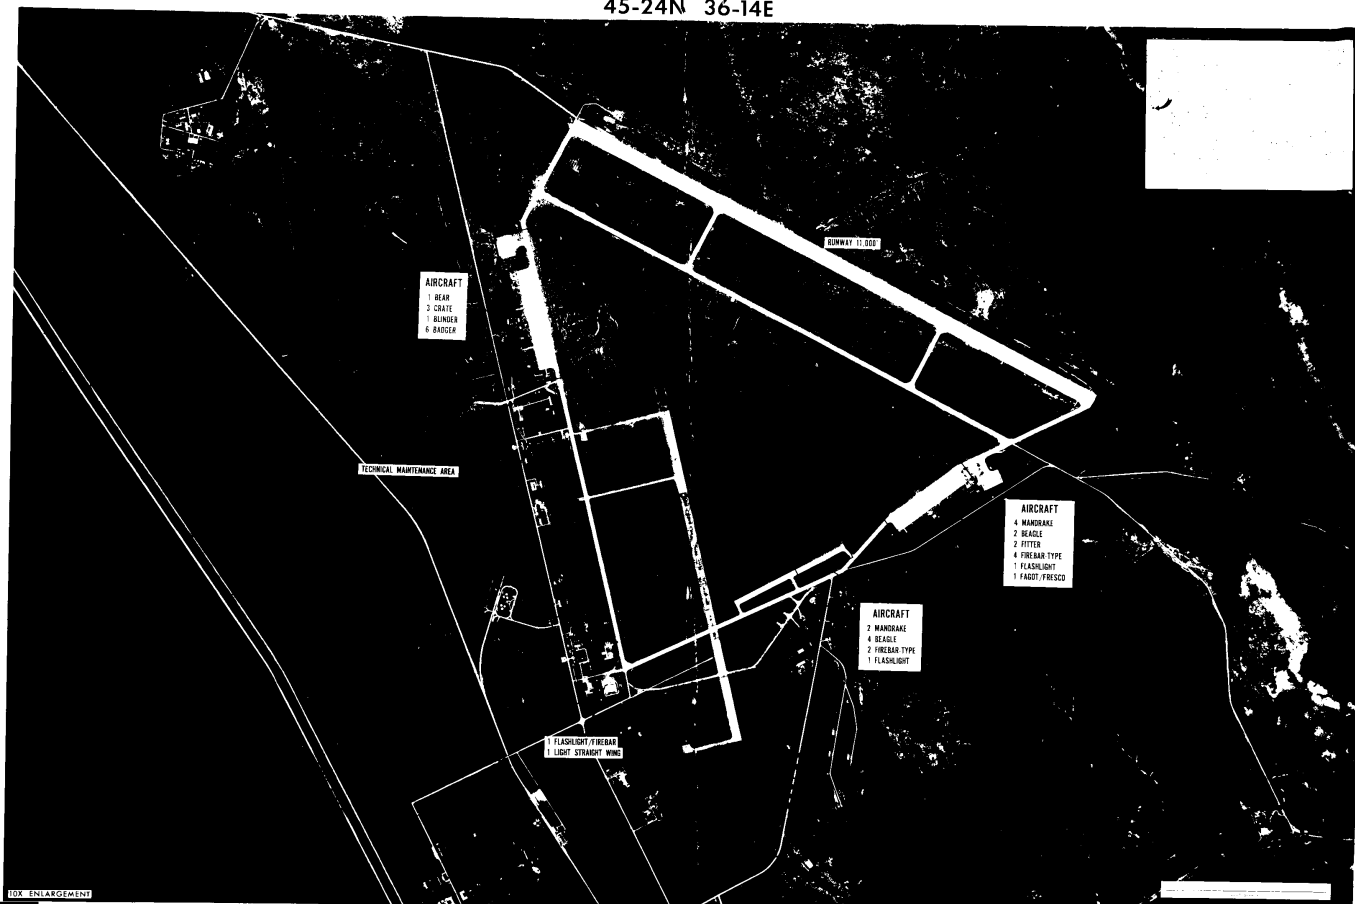 45-24N 36-14E
RUNWAY 11,000'
AIRCRAFT
1 BEAR
3 CRATE
1 BLINDER
6 BADGER
TECHNICAL MAINTENANCE AREA
AIRCRAFT
4 MANDRAKE
2 BEAGLE
2 FITTER
4 FIREBAR-TYPE
1 FLASHLIGHT
1 FAGOT/FRESCO
AIRCRAFT
2 MANDRAKE
4 BEAGLE
2 FIREBAR-TYPE
1 FLASHLIGHT
1 FLASHLIGHT/FIREBAR
1 LIGHT STRAIGHT WING
10X ENLARGEMENT